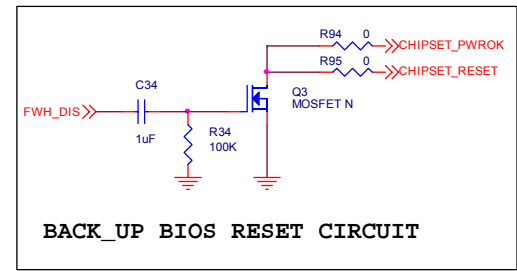 R94 0
CHIPSET_PWROK
R95 0
CHIPSET_RESET
C34
Q3
MOSFET N
FWH_DIS
1uF
R34
100K
BACK_UP BIOS RESET CIRCUIT